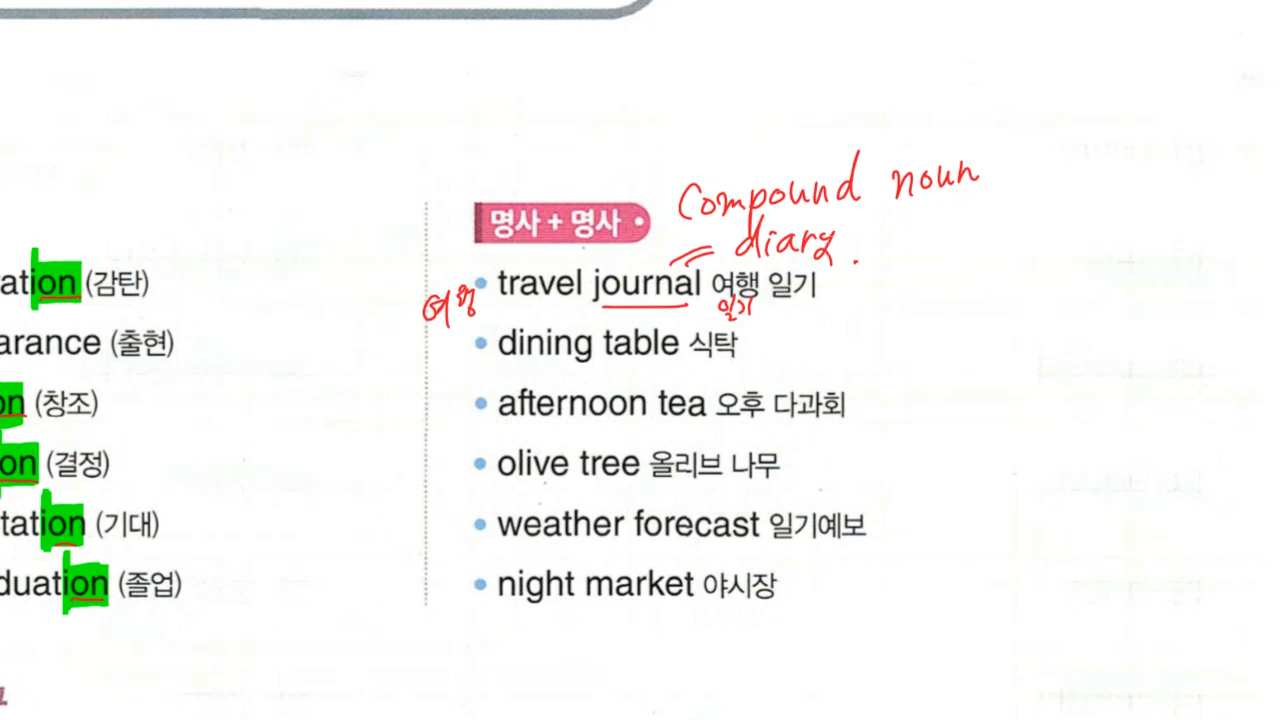 Compound noun
명사 + 명사
= diary.
ation (감탄)
travel journal 여행 일기
여행
일기
arance (출현)
dining table 식탁
on (창조)
afternoon tea 오후 다과회
on (결정)
olive tree 올리브 나무
tation (기대)
weather forecast 일기예보
duation (졸업)
night market 야시장